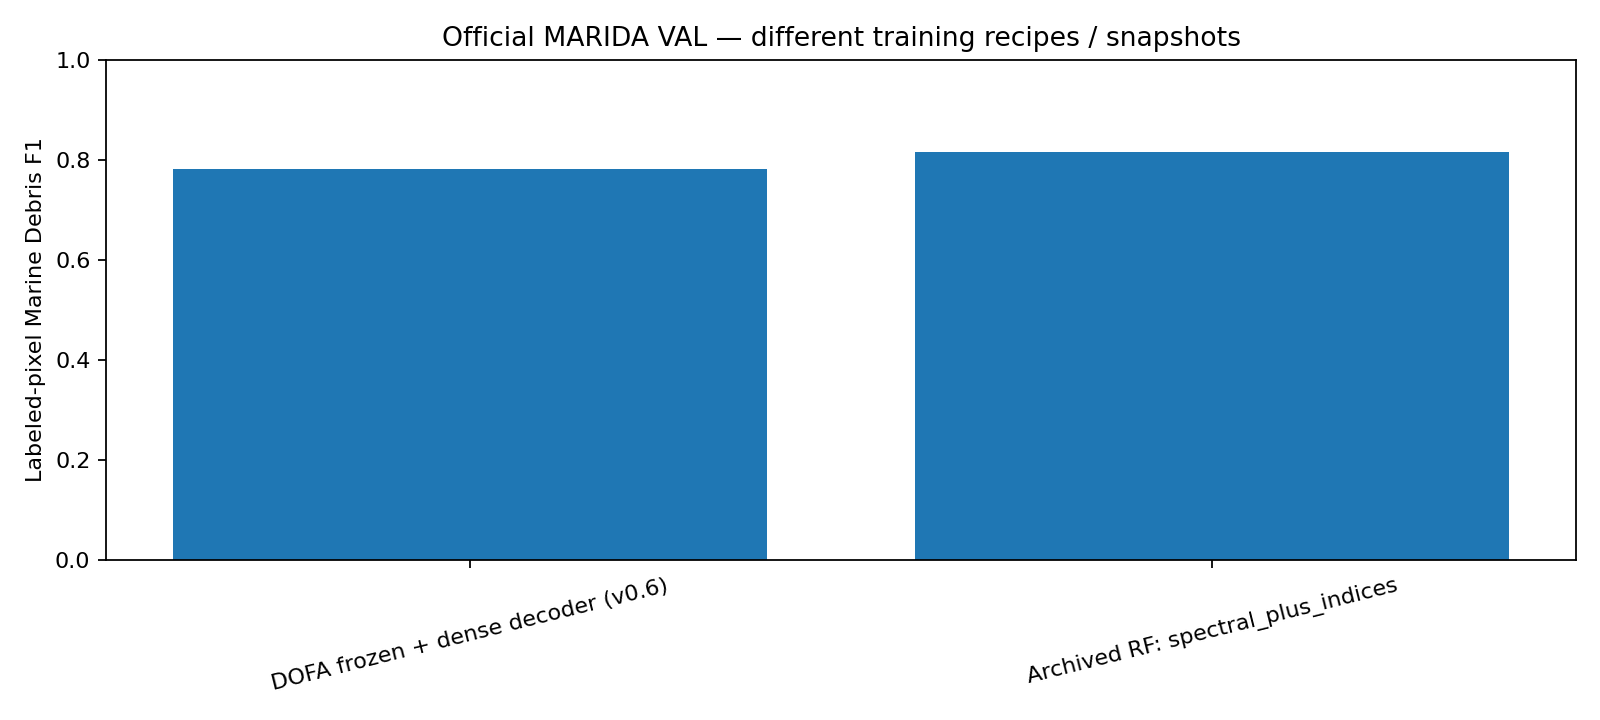 Official MARIDA VAL — different training recipes / snapshots
Labeled-pixel Marine Debris F1
1.0
0.8
0.6
0.4
0.2
0.0
DOFA frozen + dense decoder (v0.6)
Archived RF: spectral_plus_indices